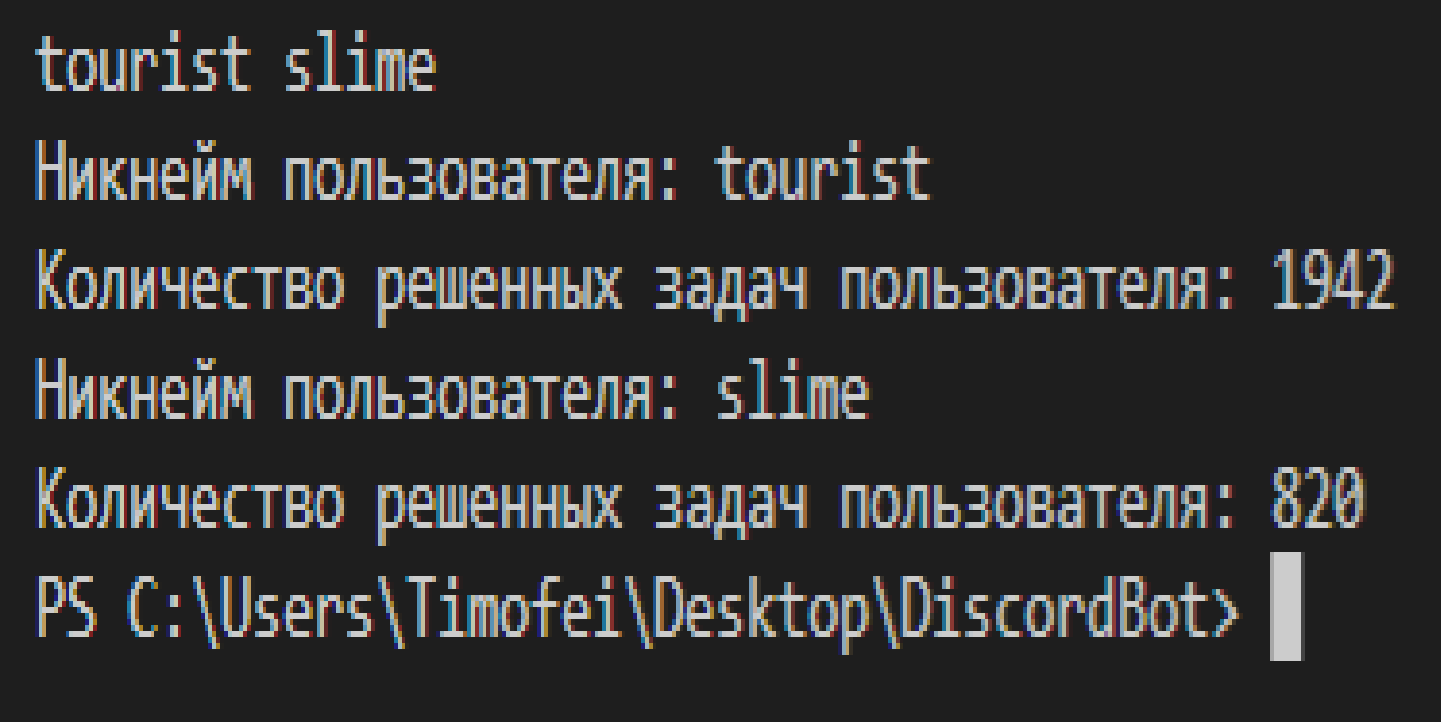 tourist slime
Никнейм пользователя: tourist
Количество решенных задач пользователя: 1942
Никнейм пользователя: slime
Количество решенных задач пользователя: 820
PS C:\Users\Timofei\Desktop\DiscordBot>